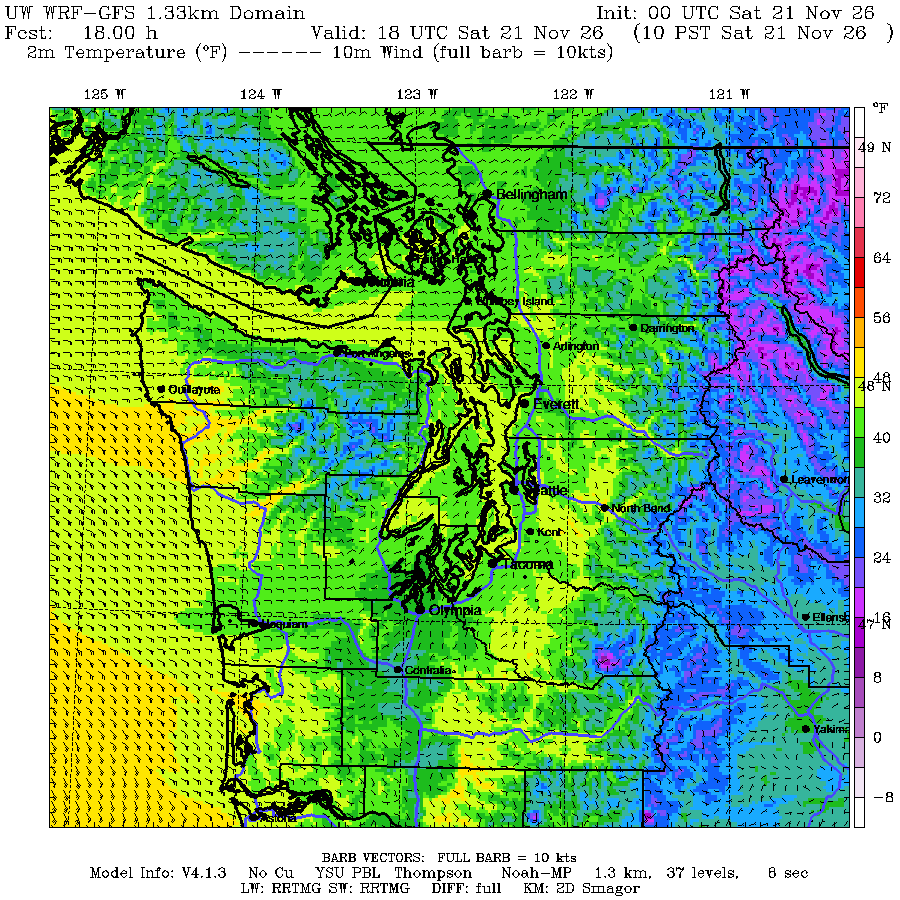 UW WRF-GFS 1.33km Domain Init: 00 UTC Sat 21 Nov 26
Fcst: 18.00 h Valid: 18 UTC Sat 21 Nov 26 (10 PST Sat 21 Nov 26 )
2m Temperature (°F) ------ 10m Wind (full barb = 10kts)
125 W 124 W 123 W 122 W 121 W
°F
49 N
72
64
56
48
48 N
40
32
24
16
47 N
8
0
-8
Bellingham
Whidbey Island
Darrington
Arlington
Port Angeles
Quillayute
Everett
Seattle
Leavenwor
North Bend
Kent
Tacoma
Olympia
Ellensb
Hoquiam
Centralia
Yakima
Astoria
BARB VECTORS: FULL BARB = 10 kts
Model Info: V4.1.3 No Cu YSU PBL Thompson Noah-MP 1.3 km, 37 levels, 8 sec
LW: RRTMG SW: RRTMG DIFF: full KM: 2D Smagor